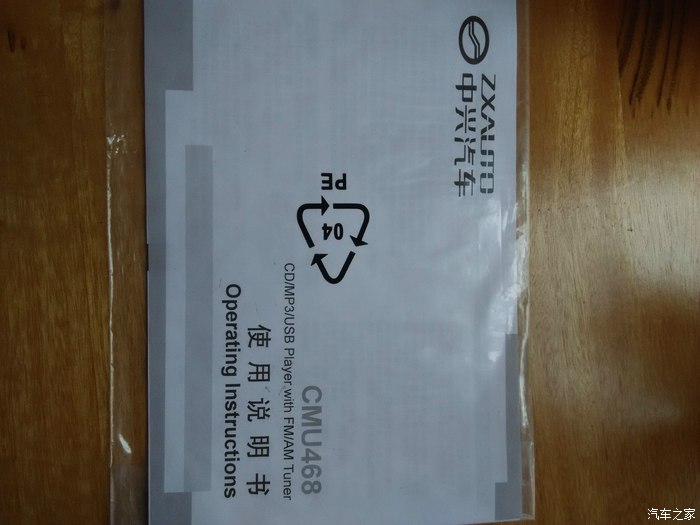 ZXAUTO
中兴汽车
04
PE
CMU468
CD/MP3/USB Player with FM/AM Tuner
使用说明书
Operating Instructions
汽车之家